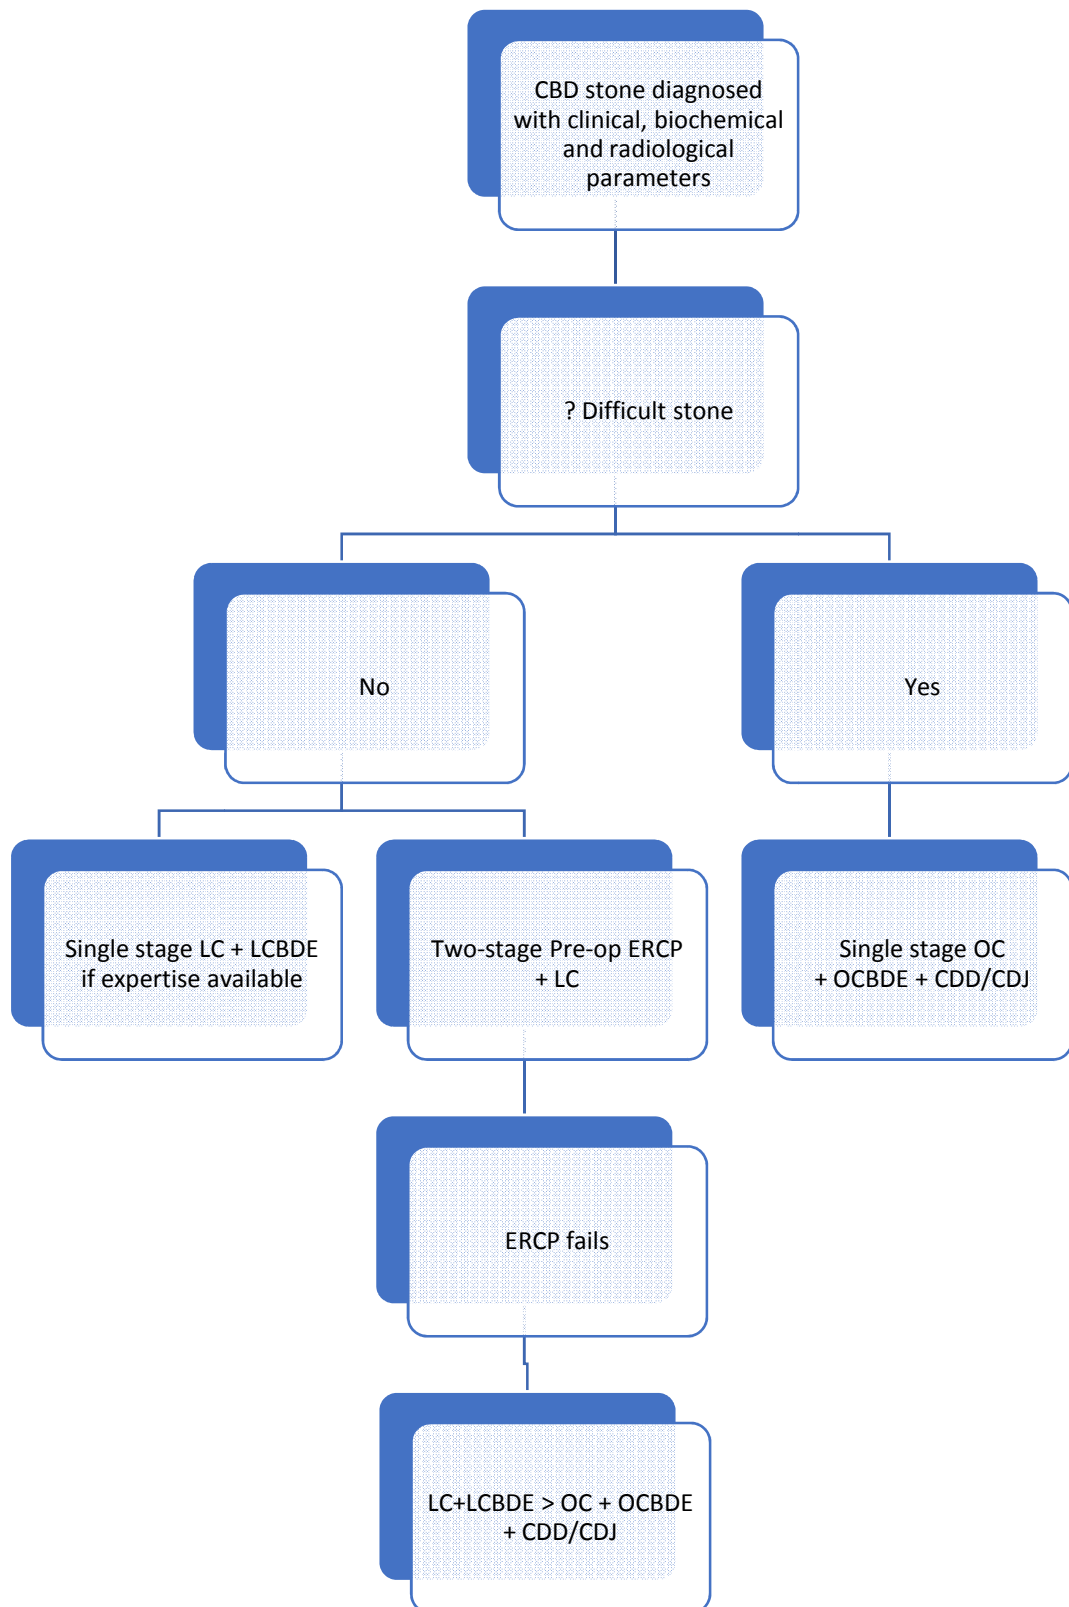 CBD stone diagnosed
with clinical, biochemical
and radiological
parameters
? Difficult stone
No
Yes
Single stage LC + LCBDE
if expertise available
Two-stage Pre-op ERCP
+ LC
Single stage OC
+ OCBDE + CDD/CDJ
ERCP fails
LC+LCBDE > OC + OCBDE
+ CDD/CDJ